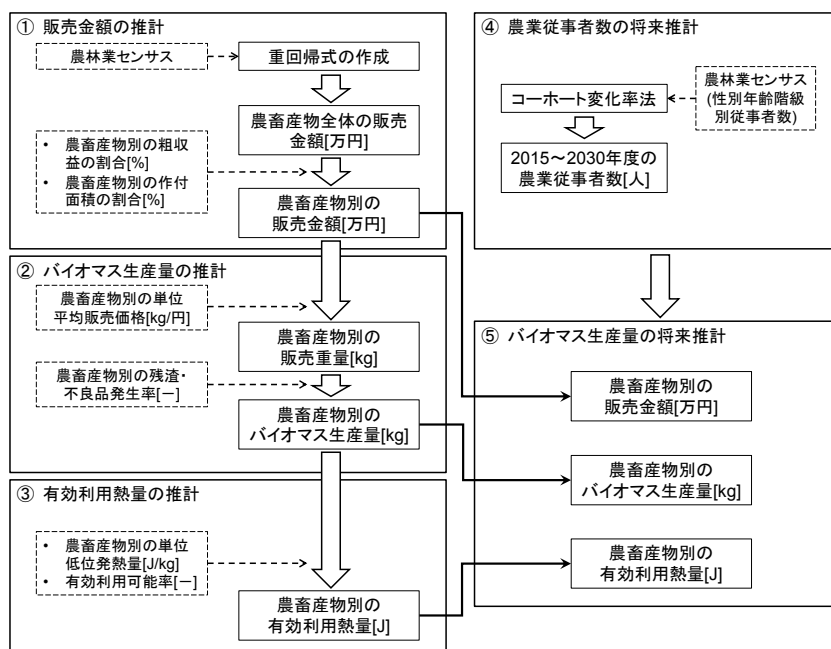 ① 販売金額の推計
農林業センサス
重回帰式の作成
農畜産物全体の販売
金額[万円]
• 農畜産物別の粗収
益の割合[%]
• 農畜産物別の作付
面積の割合[%]
農畜産物別の
販売金額[万円]
② バイオマス生産量の推計
農畜産物別の単位
平均販売価格[kg/円]
農畜産物別の
販売重量[kg]
農畜産物別の残渣・
不良品発生率[－]
農畜産物別の
バイオマス生産量[kg]
③ 有効利用熱量の推計
• 農畜産物別の単位
低位発熱量[J/kg]
• 有効利用可能率[－]
農畜産物別の
有効利用熱量[J]
④ 農業従事者数の将来推計
コーホート変化率法
農林業センサス
(性別年齢階級
別従事者数)
2015～2030年度の
農業従事者数[人]
⑤ バイオマス生産量の将来推計
農畜産物別の
販売金額[万円]
農畜産物別の
バイオマス生産量[kg]
農畜産物別の
有効利用熱量[J]